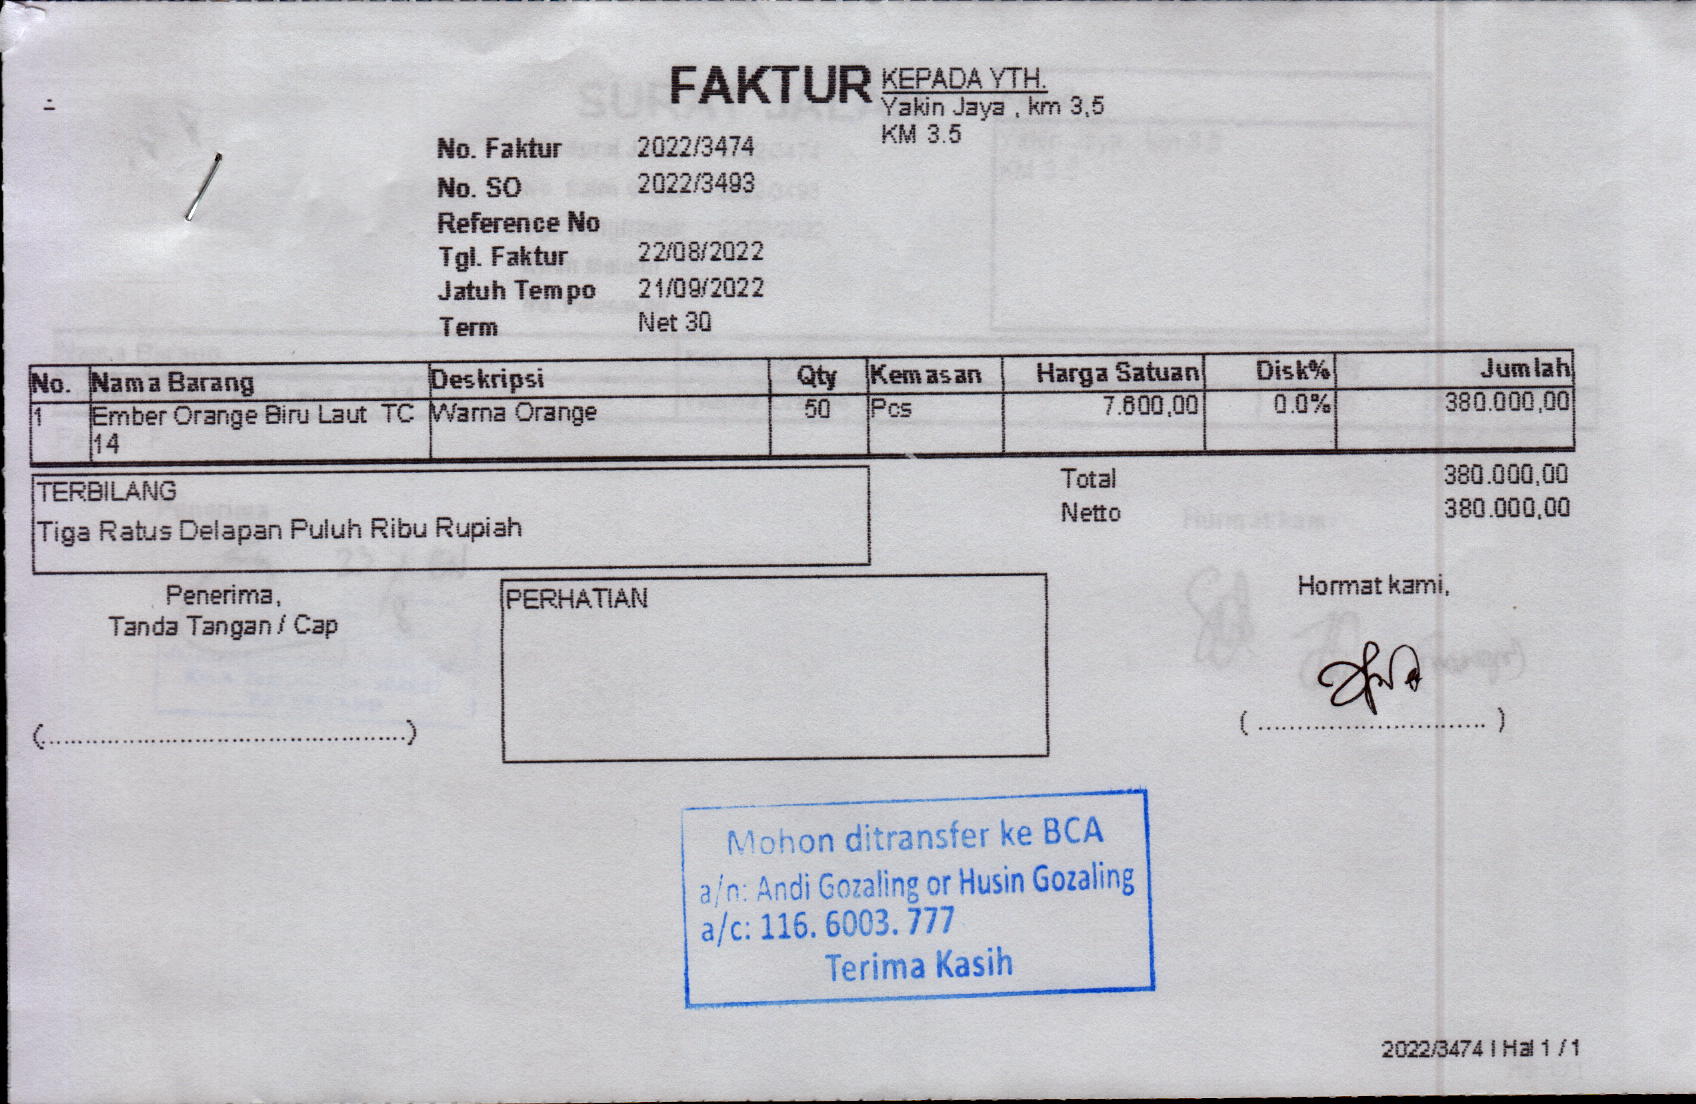 FAKTUR
KEPADA YTH.
Yakin Jaya , km 3,5
KM 3.5
No. Faktur 2022/3474
No. SO 2022/3493
Reference No
Tgl. Faktur 22/08/2022
Jatuh Tempo 21/09/2022
Term Net 30
No. Nama Barang Deskripsi Qty Kemasan Harga Satuan Disk% Jumlah
1 Ember Orange Biru Laut TC Warna Orange 50 Pcs 7.600,00 0.0% 380.000,00
14
TERBILANG
Tiga Ratus Delapan Puluh Ribu Rupiah
Total 380.000,00
Netto 380.000,00
Penerima,
Tanda Tangan / Cap
(..............................................)
PERHATIAN
Hormat kami,
( ............................. )
Mohon ditransfer ke BCA
a/n: Andi Gozaling or Husin Gozaling
a/c: 116. 6003. 777
Terima Kasih
2022/3474 | Hal 1 / 1